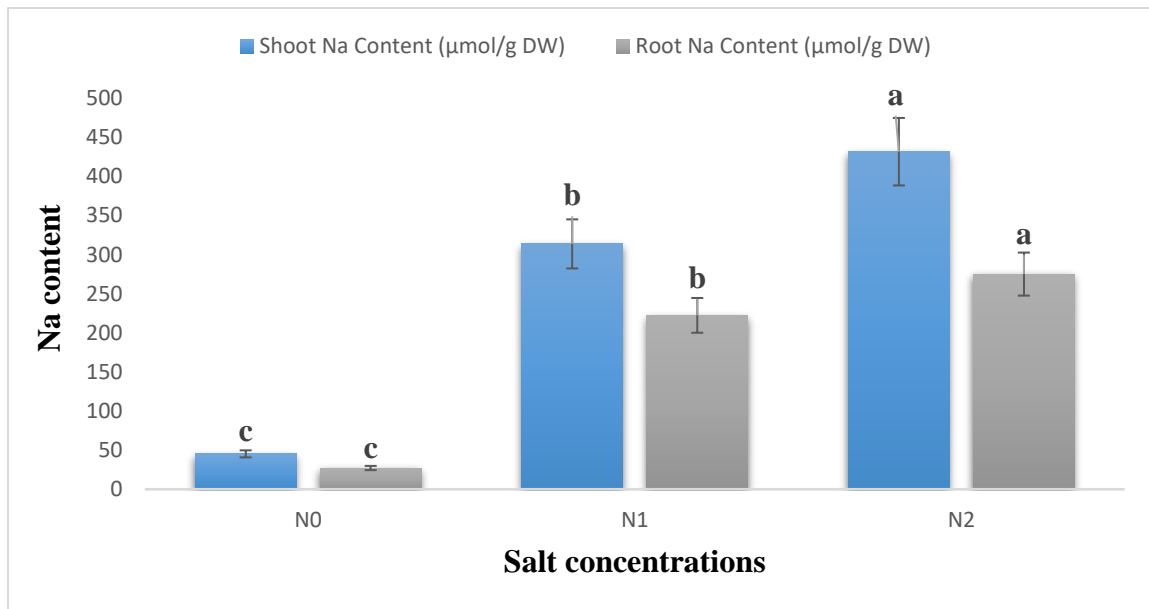 Shoot Na Content (μmol/g DW) Root Na Content (μmol/g DW)
500
450
400
350
300
250
200
150
100
50
0
Na content
c
c
b
b
a
a
N0 N1 N2
Salt concentrations